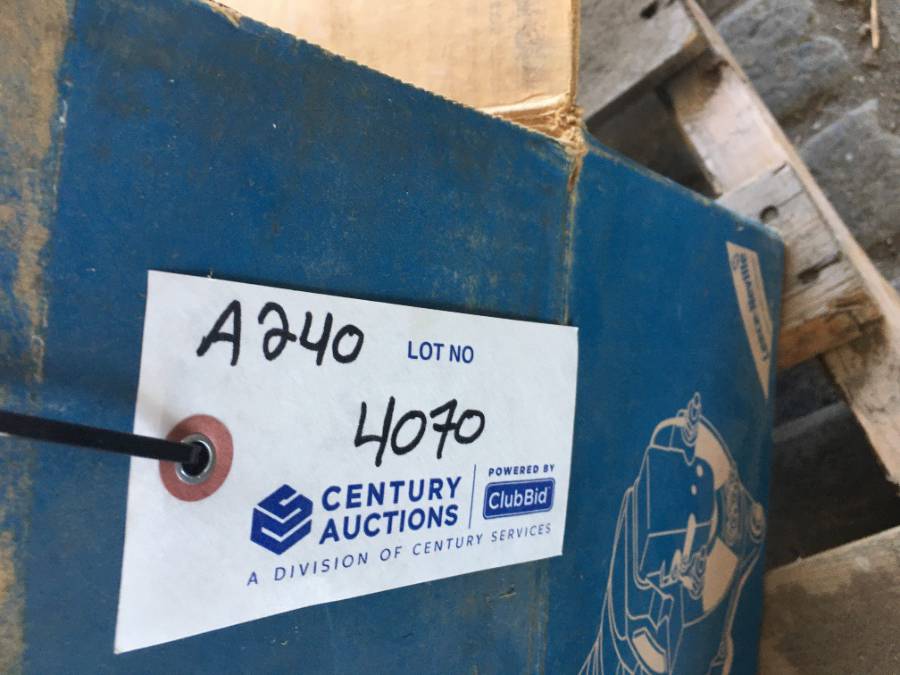 A240 LOT NO
4070
CENTURY
AUCTIONS
POWERED BY
ClubBid
A DIVISION OF CENTURY SERVICES